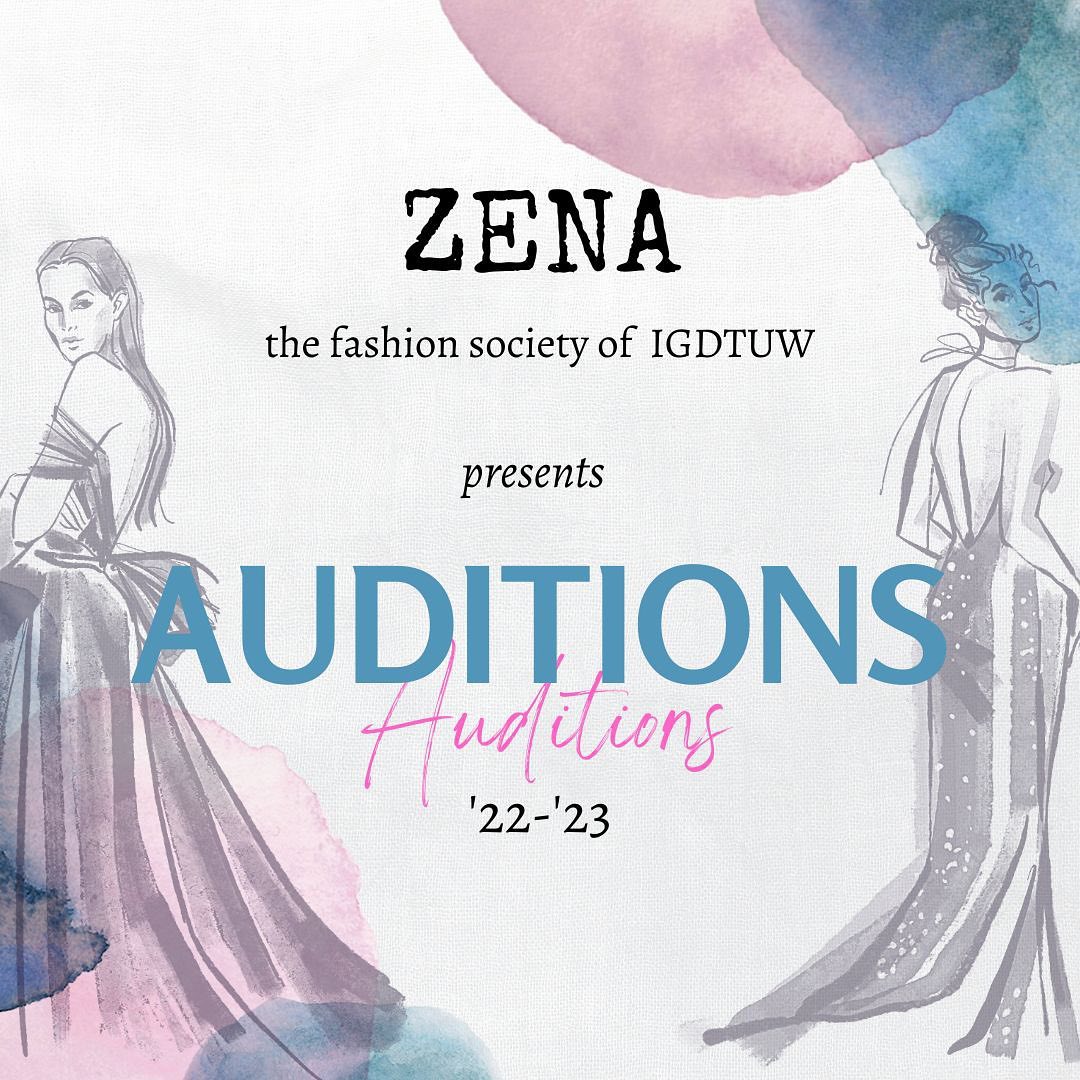 ZENA
the fashion society of IGDTUW
presents
AUDITIONS
Auditions
'22-'23